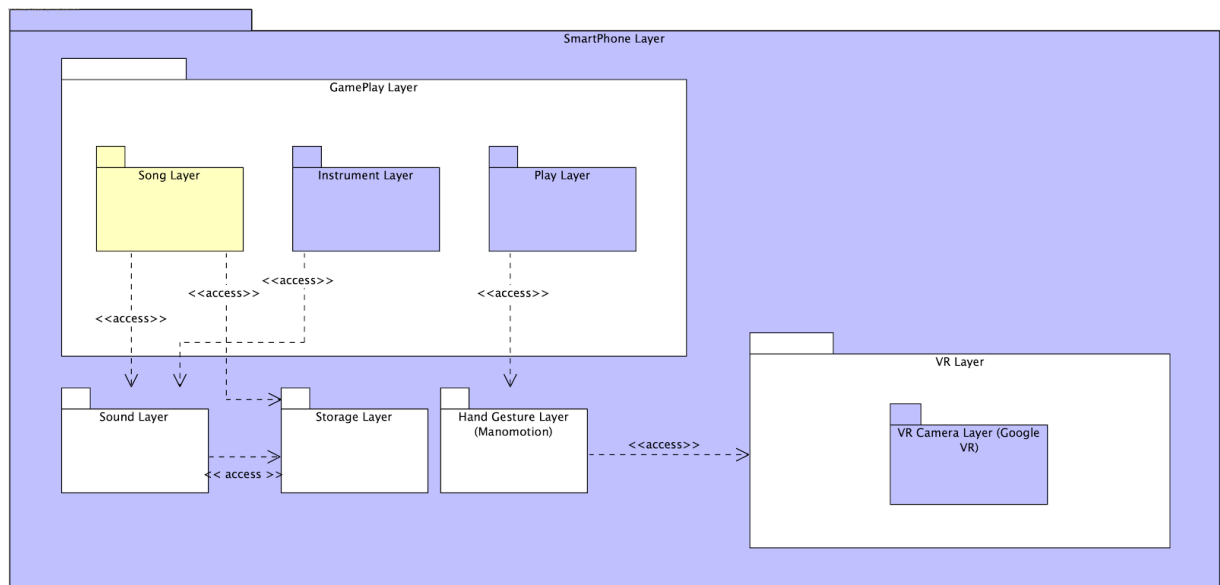 SmartPhone Layer
GamePlay Layer
Song Layer
Instrument Layer
Play Layer
<<access>>
<<access>>
<<access>>
<<access>>
VR Layer
Sound Layer
Storage Layer
Hand Gesture Layer
(Manomotion)
VR Camera Layer (Google
VR)
<<access>>
<< access >>